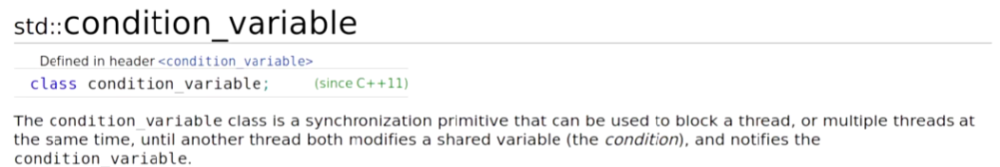 std::condition_variable
Defined in header <condition_variable>
class condition_variable; (since C++11)
The condition_variable class is a synchronization primitive that can be used to block a thread, or multiple threads at
the same time, until another thread both modifies a shared variable (the condition), and notifies the
condition_variable.